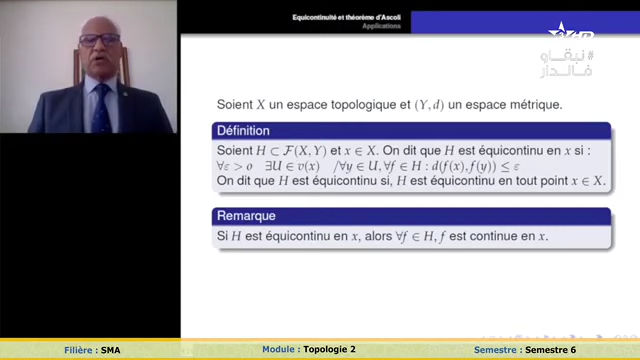 Equicontinuité et théorème d'Ascoli
Applications
#نبقاو
فالدار
Soient X un espace topologique et (Y, d) un espace métrique.
Définition
Soient H ⊂ F(X, Y) et x ∈ X. On dit que H est équicontinu en x si :
∀ε > o ∃U ∈ v(x) /∀y ∈ U, ∀f ∈ H : d(f(x), f(y)) ≤ ε
On dit que H est équicontinu si, H est équicontinu en tout point x ∈ X.
Remarque
Si H est équicontinu en x, alors ∀f ∈ H, f est continue en x.
Filière : SMA
Module : Topologie 2
Semestre : Semestre 6